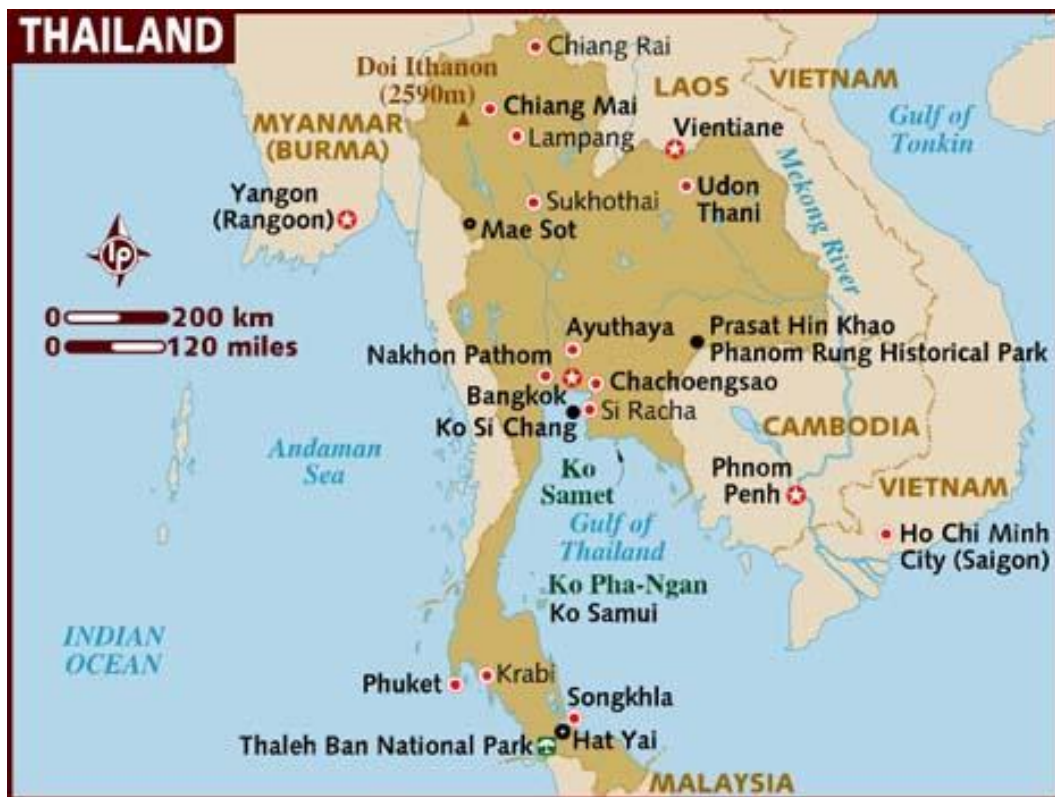 THAILAND
Chiang Rai
Doi Ithanon
(2590m)
Chiang Mai
Lampang
LAOS
VIETNAM
Gulf of
Tonkin
MYANMAR
(BURMA)
Vientiane
Yangon
(Rangoon)
Sukhothai
Mae Sot
Udon
Thani
Mekong River
LP
0 200 km
0 120 miles
Ayuthaya
Prasat Hin Khao
Phanom Rung Historical Park
Nakhon Pathom
Bangkok
Chachoengsao
Si Racha
Ko Si Chang
CAMBODIA
Andaman
Sea
Ko
Samet
Phnom
Penh
VIETNAM
Gulf of
Thailand
Ho Chi Minh
City (Saigon)
Ko Pha-Ngan
Ko Samui
INDIAN
OCEAN
Phuket
Krabi
Songkhla
Hat Yai
Thaleh Ban National Park
MALAYSIA